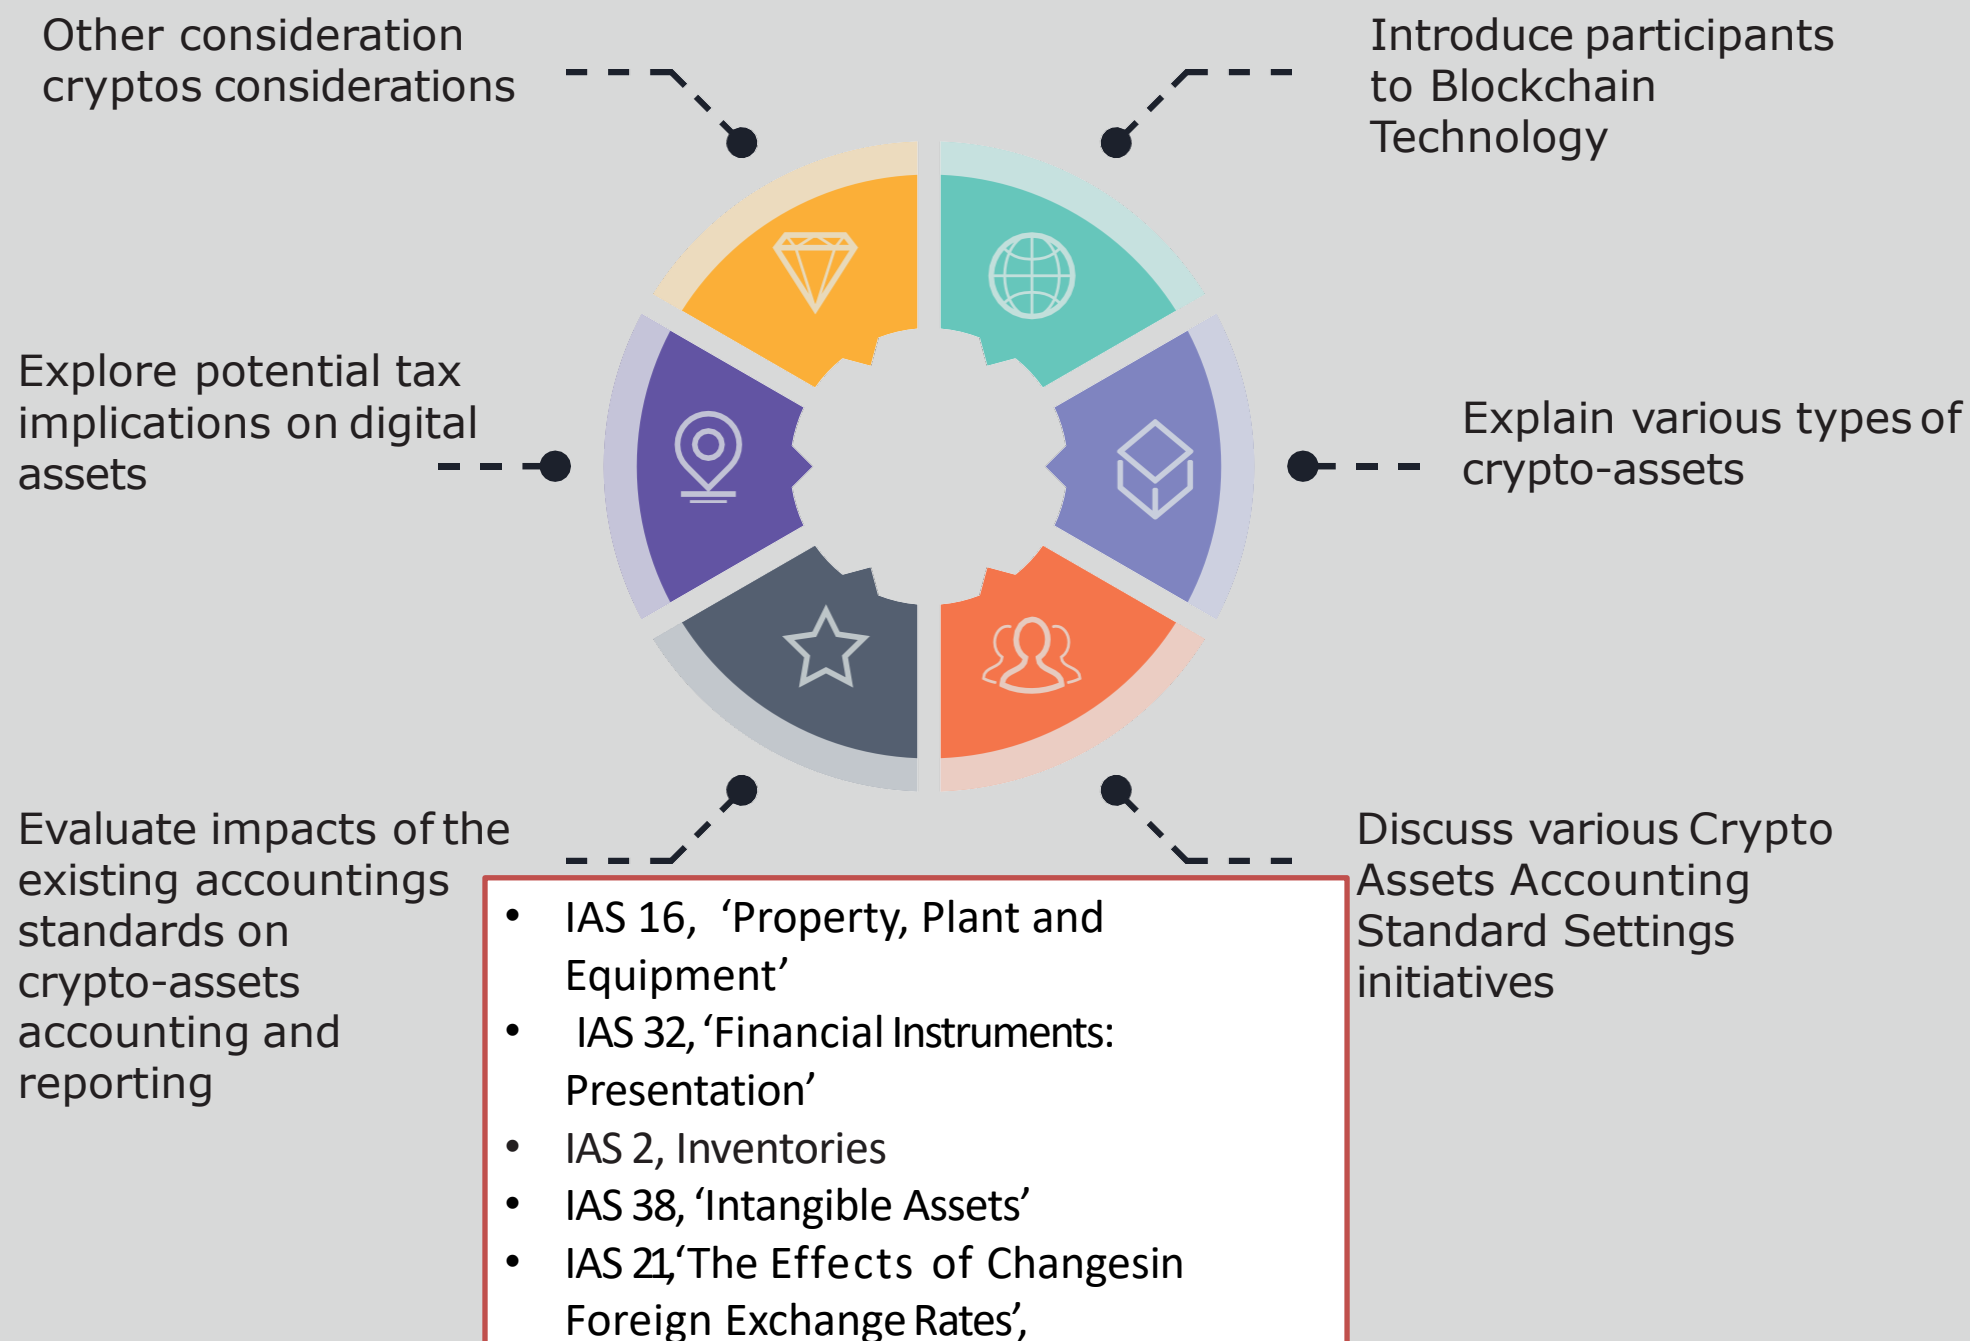 Other consideration
cryptos considerations
Introduce participants
to Blockchain
Technology
Explore potential tax
implications on digital
assets
Explain various types of
crypto-assets
Evaluate impacts of the
existing accountings
standards on
crypto-assets
accounting and
reporting
Discuss various Crypto
Assets Accounting
Standard Settings
initiatives
• IAS 16, ‘Property, Plant and
Equipment’
• IAS 32, ‘Financial Instruments:
Presentation’
• IAS 2, Inventories
• IAS 38, ‘Intangible Assets’
• IAS 21,‘The Effects of Changesin
Foreign Exchange Rates’,